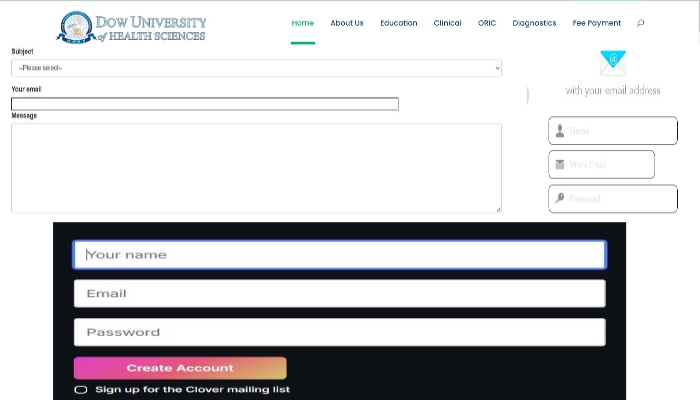 DOW UNIVERSITY
of HEALTH SCIENCES
Home About Us Education Clinical ORIC Diagnostics Fee Payment
Subject
--Please select--
Your email
Message
@
with your email address
Name
Work Email
Password
Your name
Email
Password
Create Account
Sign up for the Clover mailing list